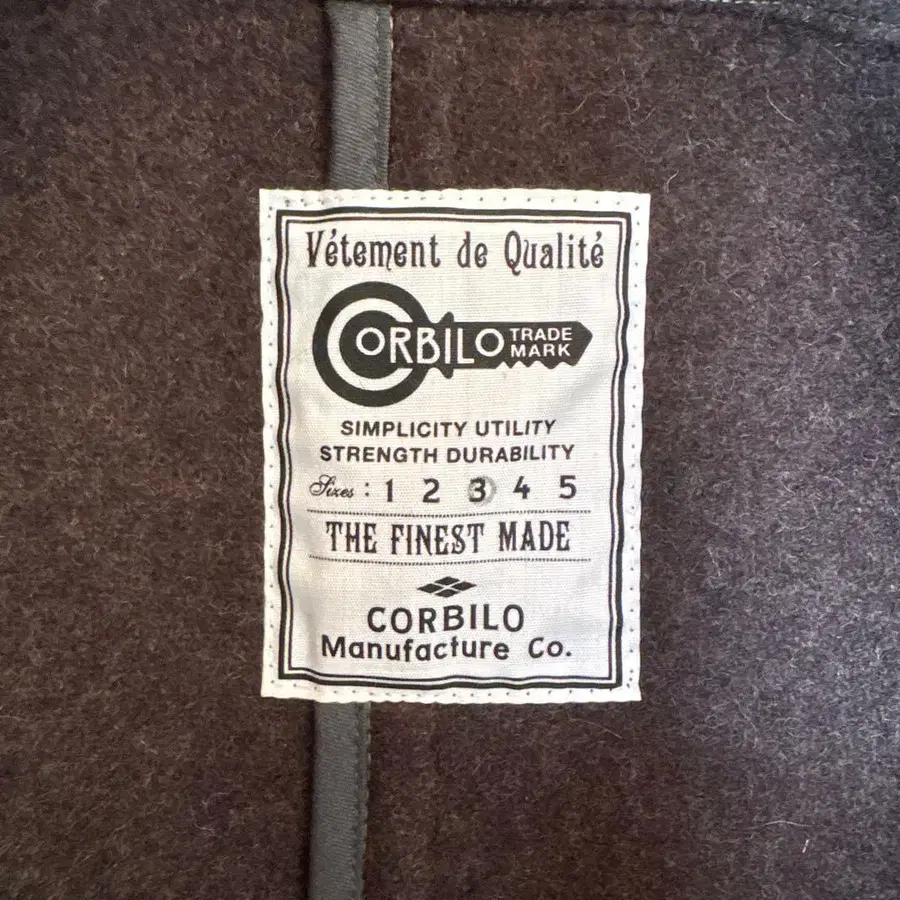 Vétement de Qualité
CORBILO TRADE
MARK
SIMPLICITY UTILITY
STRENGTH DURABILITY
Sizes : 1 2 3 4 5
THE FINEST MADE
CORBILO
Manufacture Co.